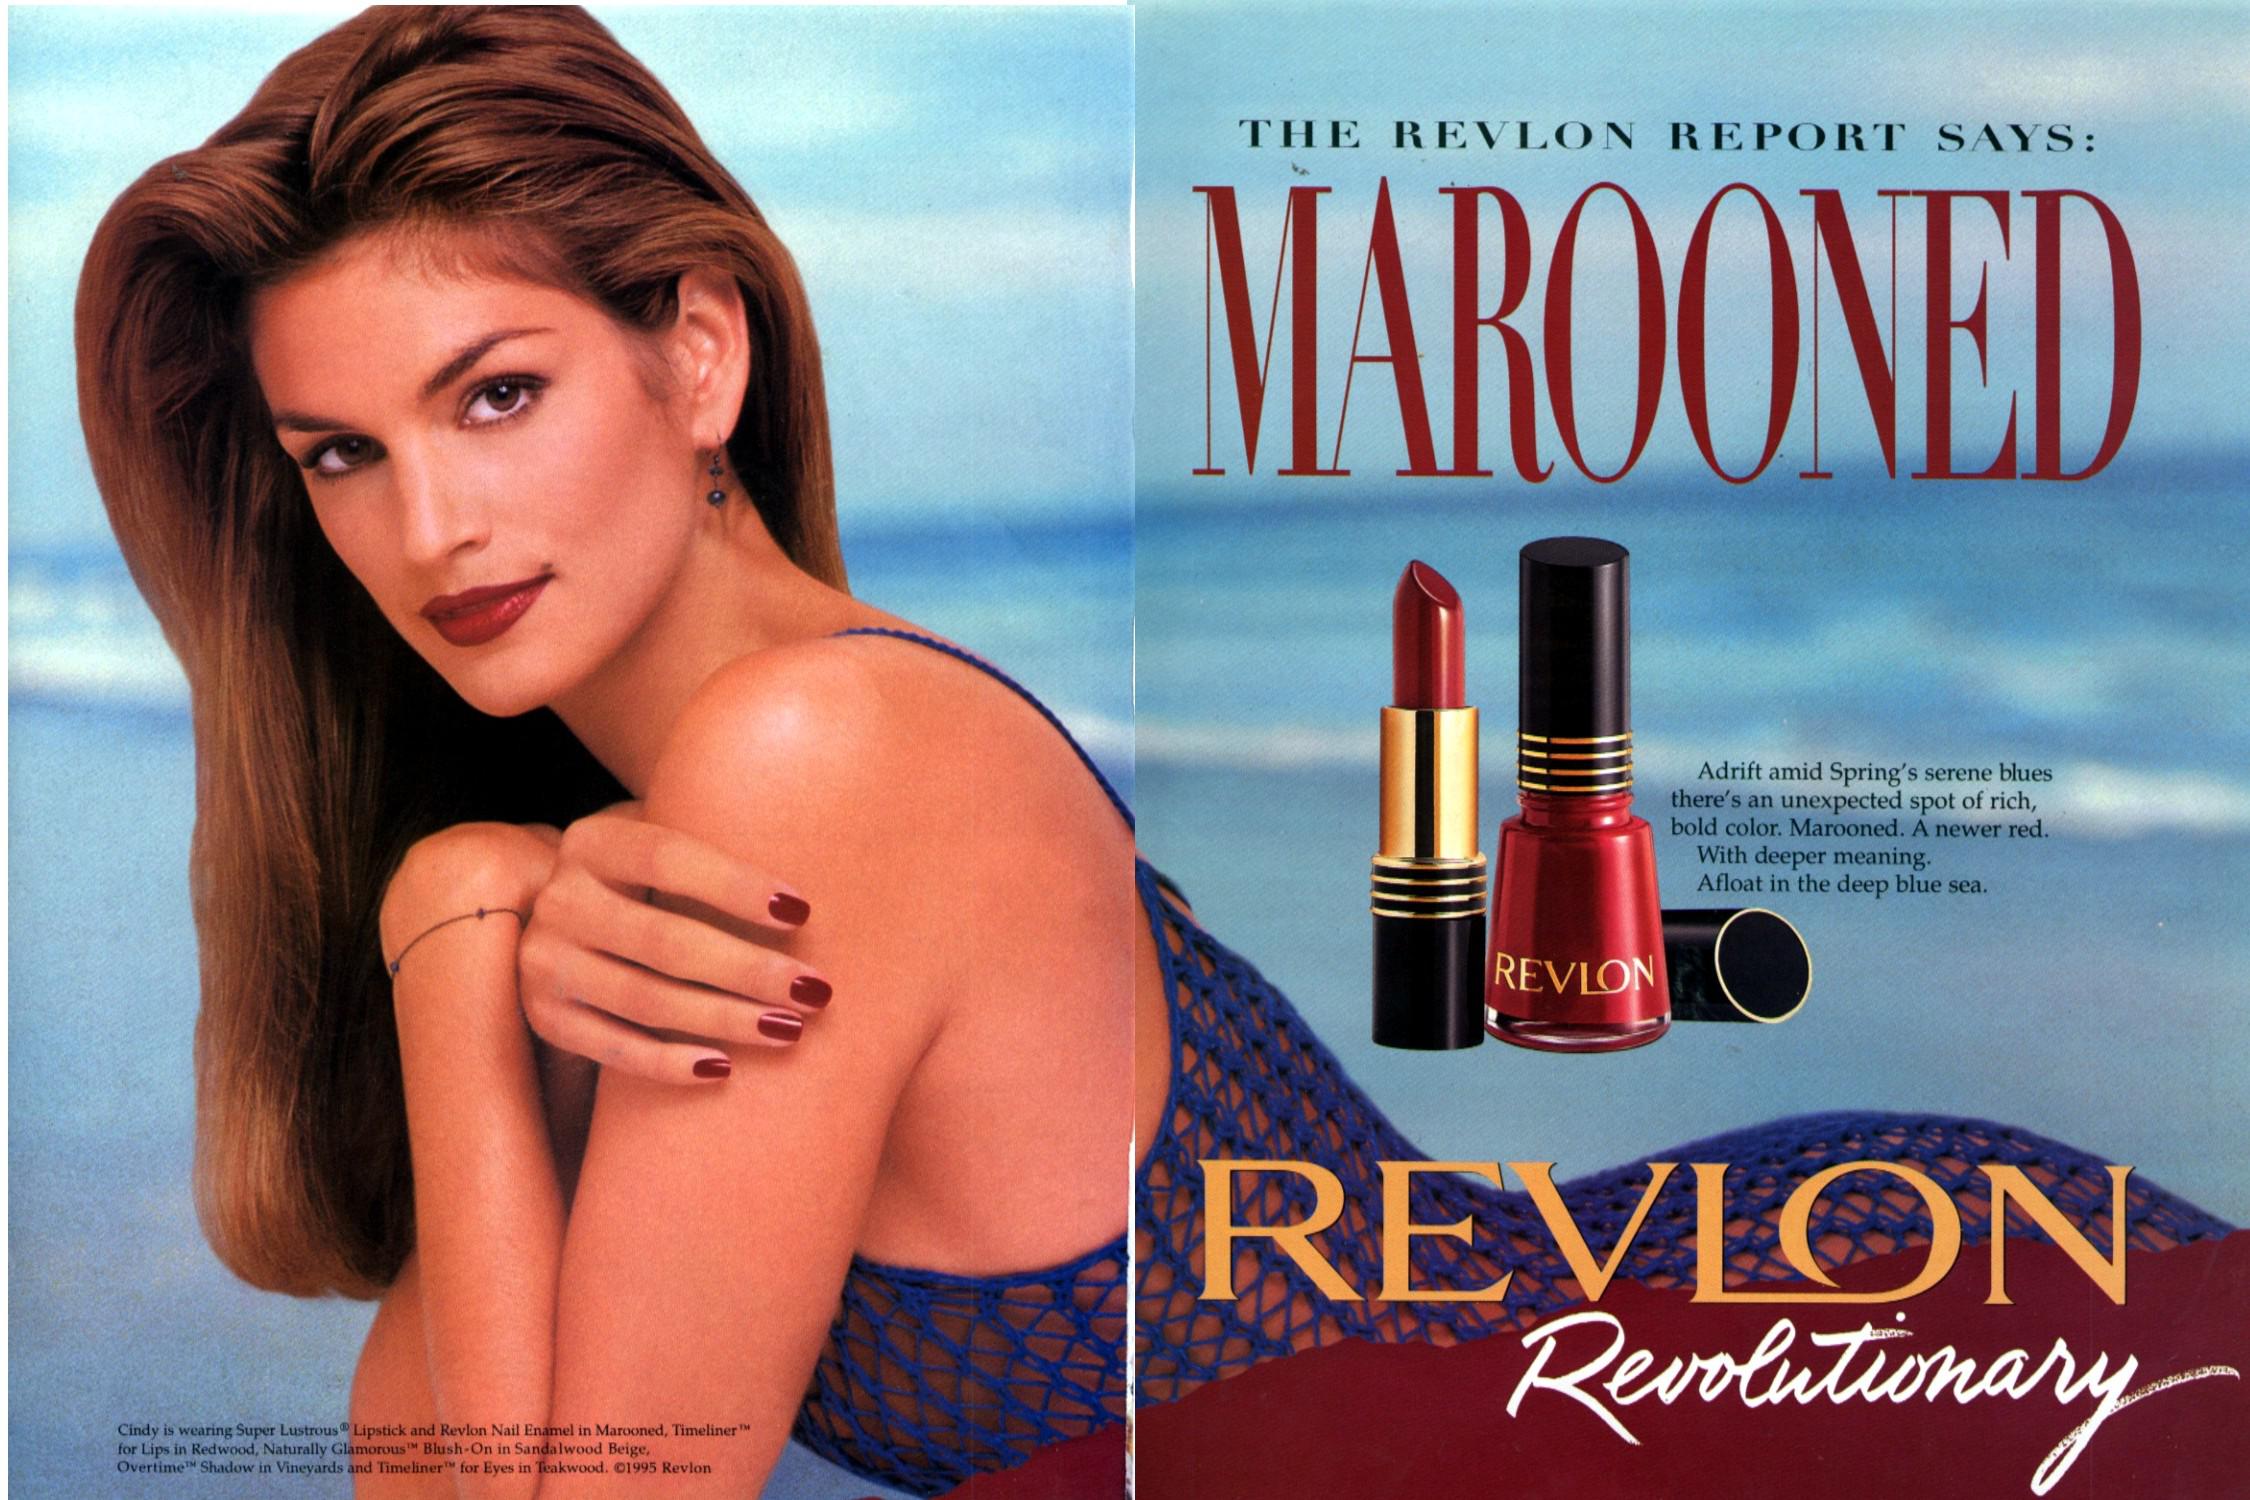 THE REVLON REPORT SAYS:
MAROONED
Adrift amid Spring's serene blues
there's an unexpected spot of rich,
bold color. Marooned. A newer red.
With deeper meaning.
Afloat in the deep blue sea.
REVLON
REVLON
Revolutionary
Cindy is wearing Super Lustrous® Lipstick and Revlon Nail Enamel in Marooned, Timeliner™
for Lips in Redwood, Naturally Glamorous™ Blush-On in Sandalwood Beige,
Overtime™ Shadow in Vineyards and Timeliner™ for Eyes in Teakwood. ©1995 Revlon